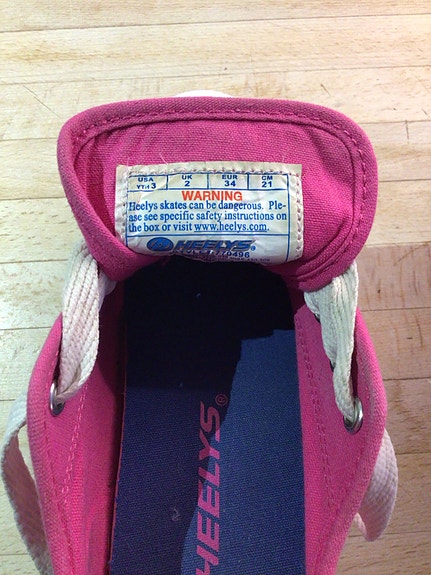 USA UK EUR CM
YTH 3 2 34 21
WARNING
Heelys skates can be dangerous. Ple-
ase see specific safety instructions on
the box or visit www.heelys.com.
HEELYS®
HEELYS®